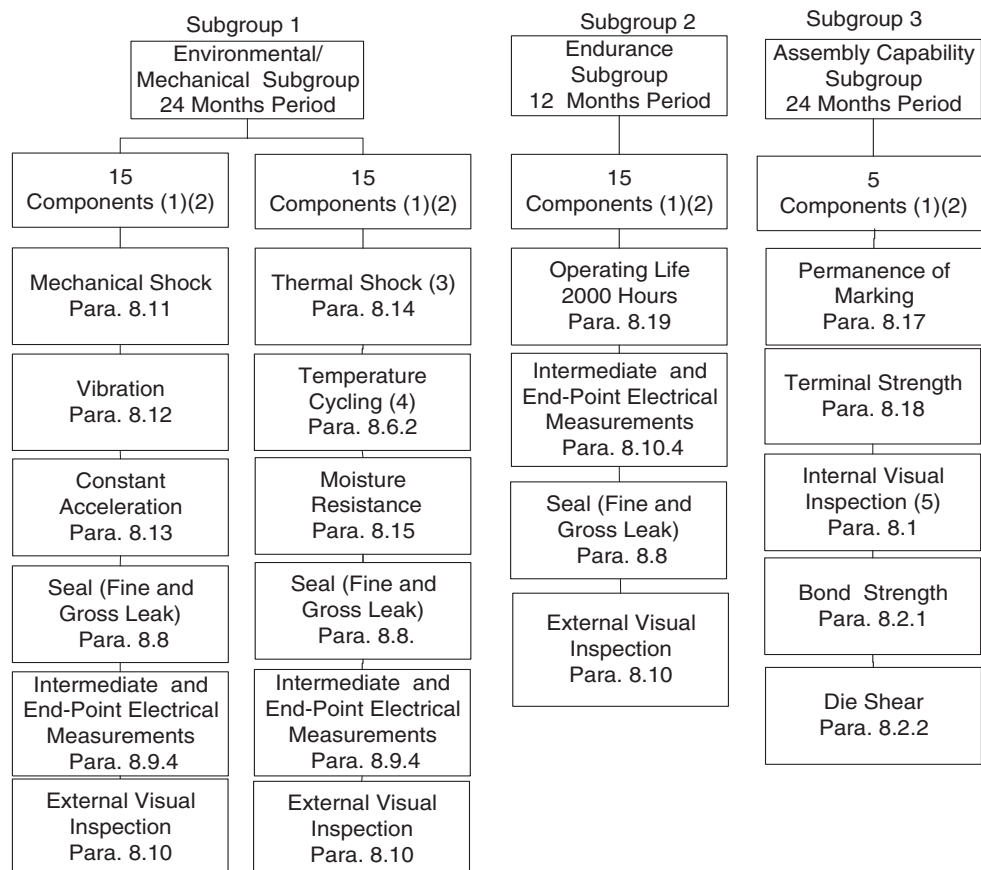 Subgroup 1
Environmental/
Mechanical Subgroup
24 Months Period
15
Components (1)(2)
Mechanical Shock
Para. 8.11
Vibration
Para. 8.12
Constant
Acceleration
Para. 8.13
Seal (Fine and
Gross Leak)
Para. 8.8
Intermediate and
End-Point Electrical
Measurements
Para. 8.9.4
External Visual
Inspection
Para. 8.10
15
Components (1)(2)
Thermal Shock (3)
Para. 8.14
Temperature
Cycling (4)
Para. 8.6.2
Moisture
Resistance
Para. 8.15
Seal (Fine and
Gross Leak)
Para. 8.8.
Intermediate and
End-Point Electrical
Measurements
Para. 8.9.4
External Visual
Inspection
Para. 8.10
Subgroup 2
Endurance
Subgroup
12 Months Period
15
Components (1)(2)
Operating Life
2000 Hours
Para. 8.19
Intermediate and
End-Point Electrical
Measurements
Para. 8.10.4
Seal (Fine and
Gross Leak)
Para. 8.8
External Visual
Inspection
Para. 8.10
Subgroup 3
Assembly Capability
Subgroup
24 Months Period
5
Components (1)(2)
Permanence of
Marking
Para. 8.17
Terminal Strength
Para. 8.18
Internal Visual
Inspection (5)
Para. 8.1
Bond Strength
Para. 8.2.1
Die Shear
Para. 8.2.2